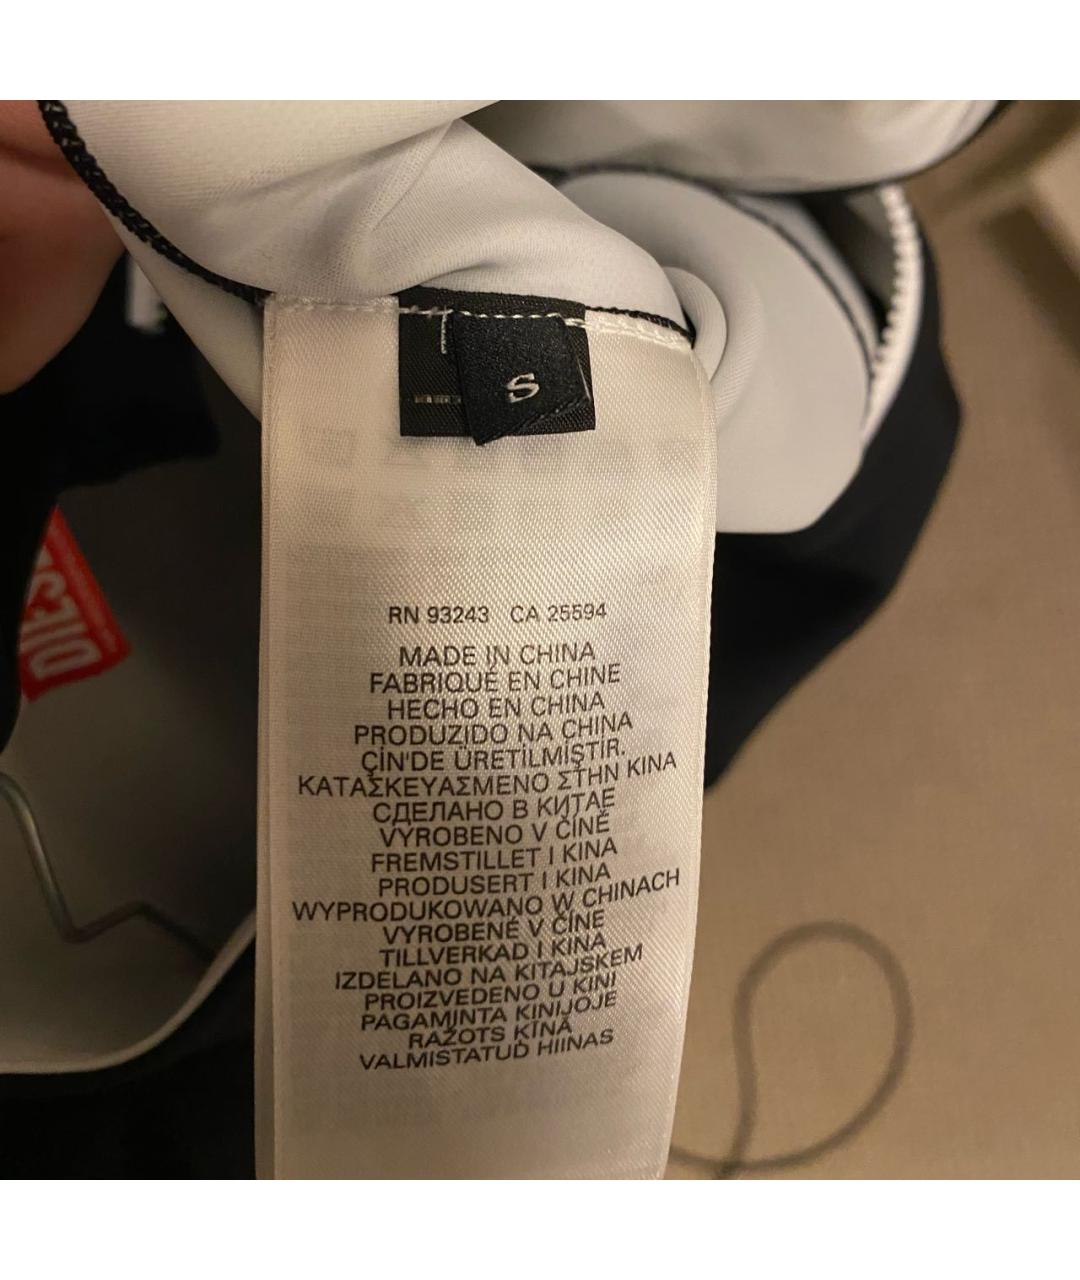 S
DIESE
RN 93243 CA 25594
MADE IN CHINA
FABRIQUÉ EN CHINE
HECHO EN CHINA
PRODUZIDO NA CHINA
ÇİN'DE ÜRETİLMİŞTİR.
ΚΑΤΑΣΚΕΥΑΣΜΕΝΟ ΣΤΗΝ ΚΙΝΑ
СДЕЛАНО В КИТАЕ
VYROBENO V ČÍNĚ
FREMSTILLET I KINA
PRODUSERT I KINA
WYPRODUKOWANO W CHINACH
VYROBENÉ V ČÍNE
TILLVERKAD I KINA
IZDELANO NA KITAJSKEM
PROIZVEDENO U KINI
PAGAMINTA KINIJOJE
RAŽOTS ĶĪNĀ
VALMISTATUD HIINAS